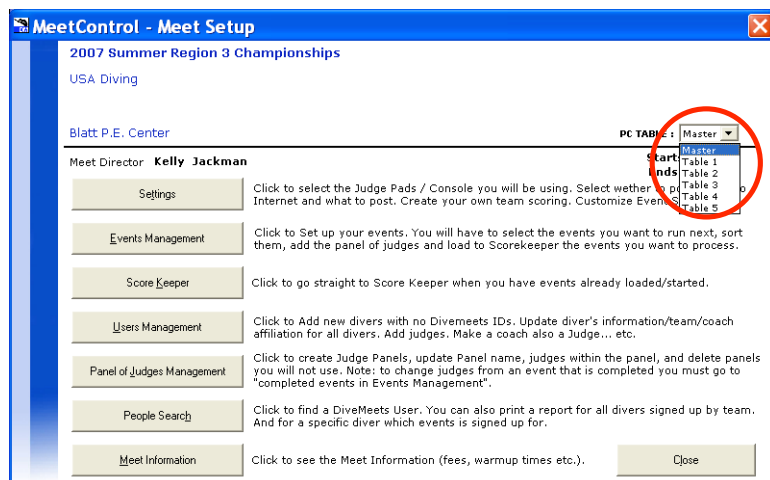 MeetControl - Meet Setup
2007 Summer Region 3 Championships
USA Diving
Blatt P.E. Center
PC TABLE : Master
Master
Table 1
Table 2
Table 3
Table 4
Table 5
Meet Director Kelly Jackman
Starts
Ends
Settings
Click to select the Judge Pads / Console you will be using. Select wether to
Internet and what to post. Create your own team scoring. Customize
Events Management
Click to Set up your events. You will have to select the events you want to run next, sort
them, add the panel of judges and load to Scorekeeper the events you want to process.
Score Keeper
Click to go straight to Score Keeper when you have events already loaded/started.
Users Management
Click to Add new divers with no Divemeets IDs. Update diver's information/team/coach
affiliation for all divers. Add judges. Make a coach also a Judge... etc.
Panel of Judges Management
Click to create Judge Panels, update Panel name, judges within the panel, and delete panels
you will not use. Note: to change judges from an event that is completed you must go to
"completed events in Events Management".
People Search
Click to find a DiveMeets User. You can also print a report for all divers signed up by team.
And for a specific diver which events is signed up for.
Meet Information
Click to see the Meet Information (fees, warmup times etc.).
Close